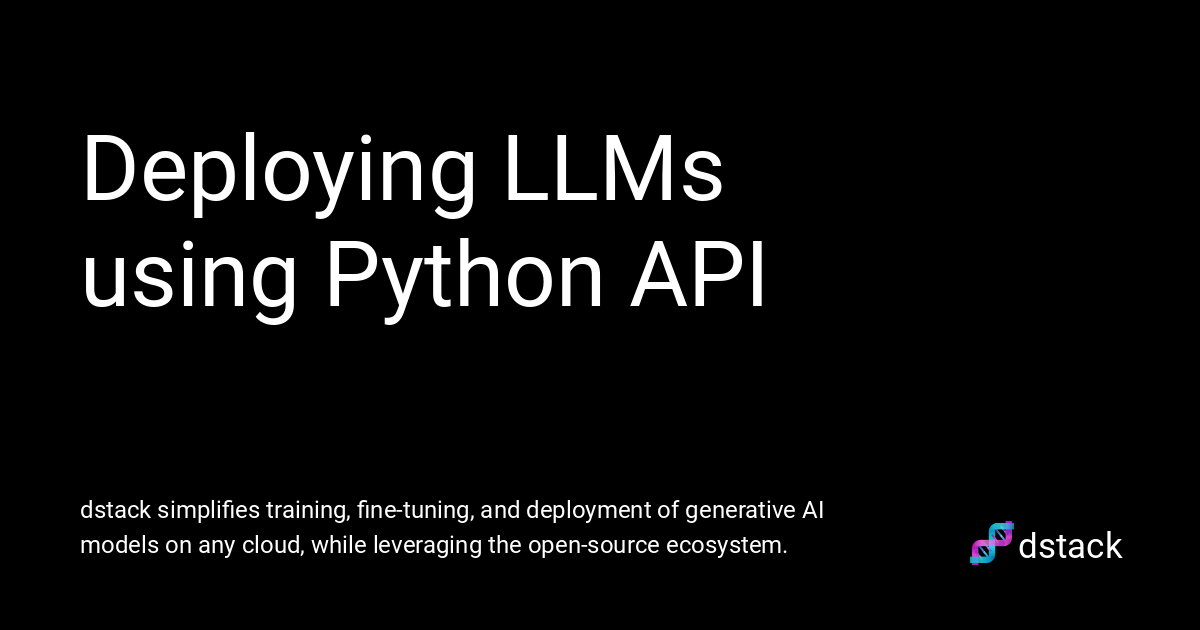 Deploying LLMs
using Python API
dstack simplifies training, fine-tuning, and deployment of generative AI
models on any cloud, while leveraging the open-source ecosystem.
dstack